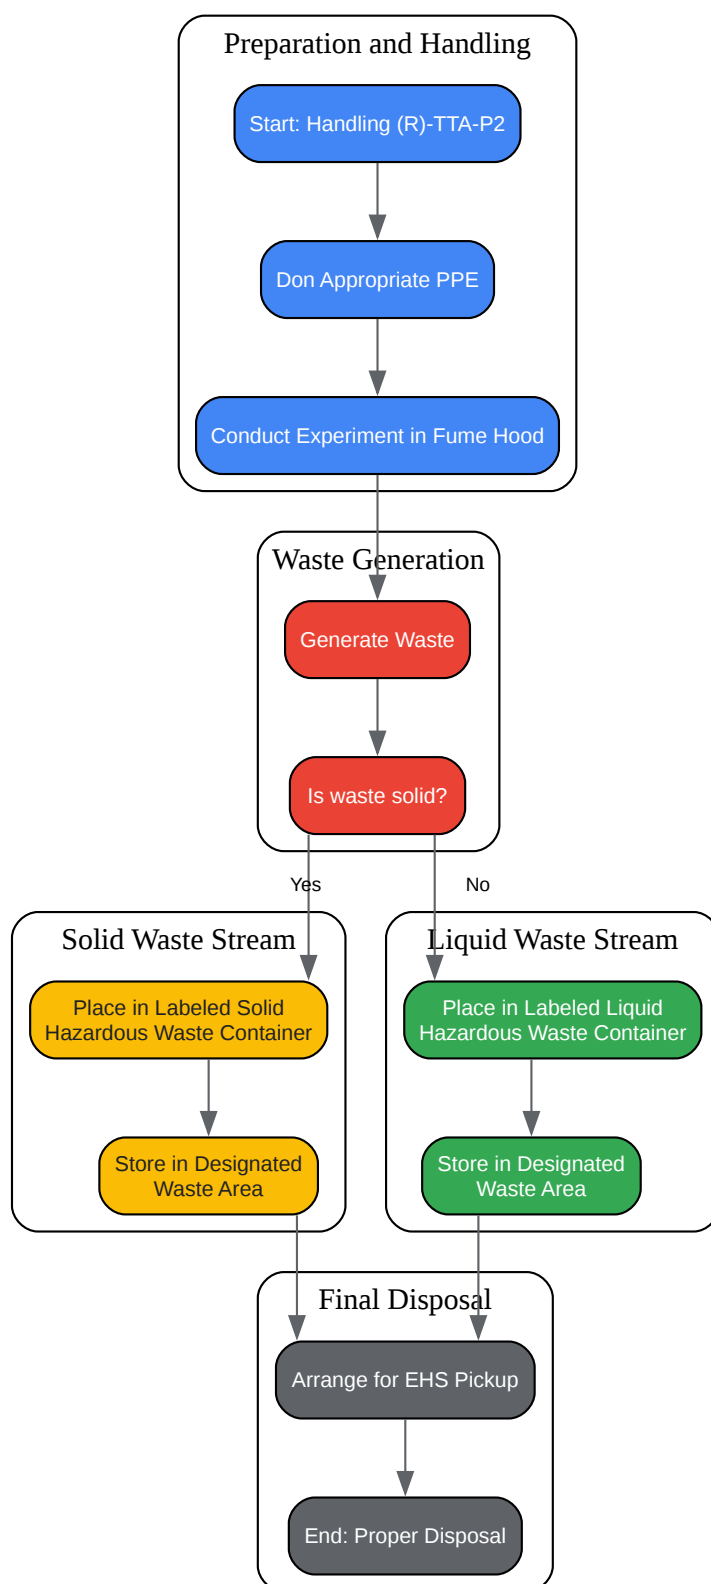 Preparation and Handling
Start: Handling (R)-TTA-P2
Don Appropriate PPE
Conduct Experiment in Fume Hood
Waste Generation
Generate Waste
Is waste solid?
Yes
No
Solid Waste Stream
Place in Labeled Solid
Hazardous Waste Container
Store in Designated
Waste Area
Liquid Waste Stream
Place in Labeled Liquid
Hazardous Waste Container
Store in Designated
Waste Area
Final Disposal
Arrange for EHS Pickup
End: Proper Disposal